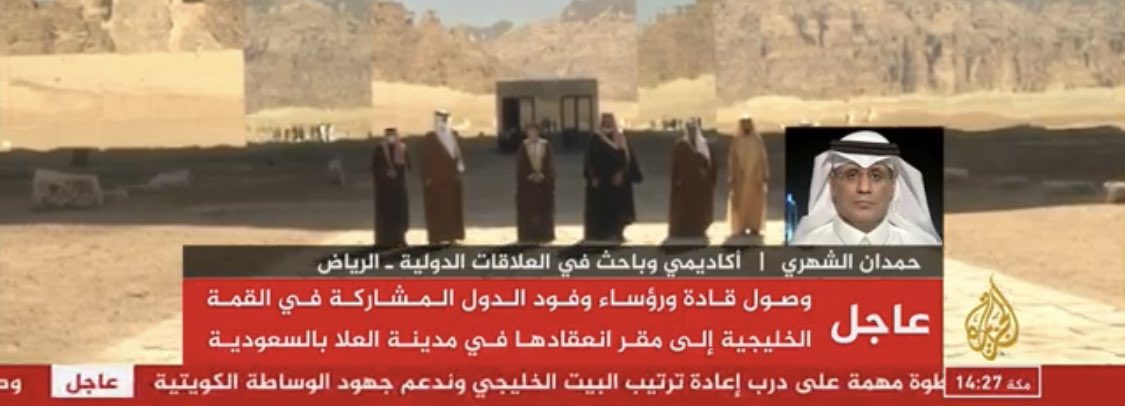 حمدان الشهري | أكاديمي وباحث في العلاقات الدولية ـ الرياض
عاجل
وصول قادة ورؤساء وفود الدول المشاركة في القمة
الخليجية إلى مقر انعقادها في مدينة العلا بالسعودية
مكة 14:27
مهمة على درب إعادة ترتيب البيت الخليجي وندعم جهود الوساطة الكويتية عاجل
الجزيرة